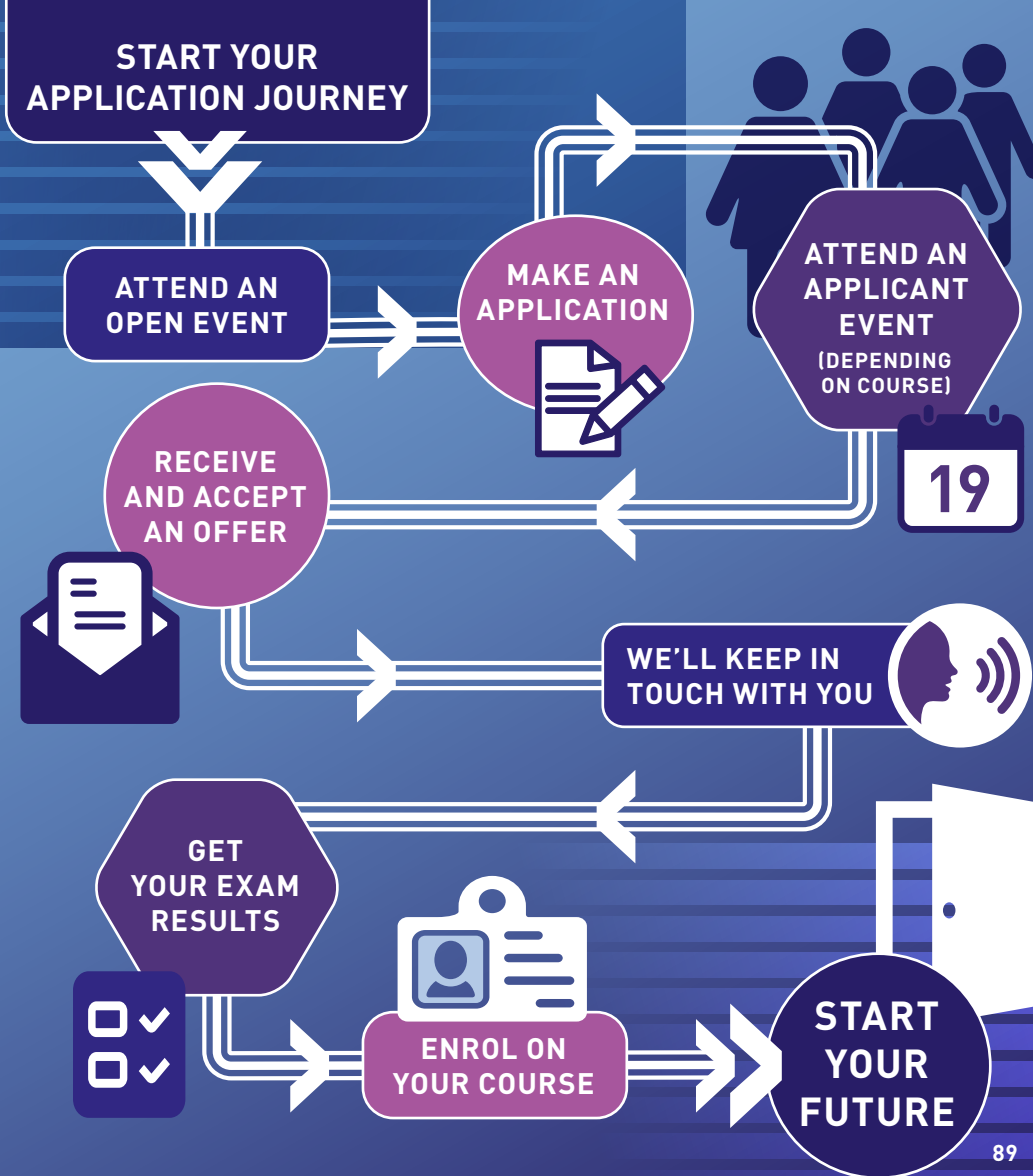 START YOUR
APPLICATION JOURNEY
ATTEND AN
OPEN EVENT
MAKE AN
APPLICATION
ATTEND AN
APPLICANT
EVENT
(DEPENDING
ON COURSE)
19
RECEIVE
AND ACCEPT
AN OFFER
WE'LL KEEP IN
TOUCH WITH YOU
GET
YOUR EXAM
RESULTS
ENROL ON
YOUR COURSE
START
YOUR
FUTURE
89